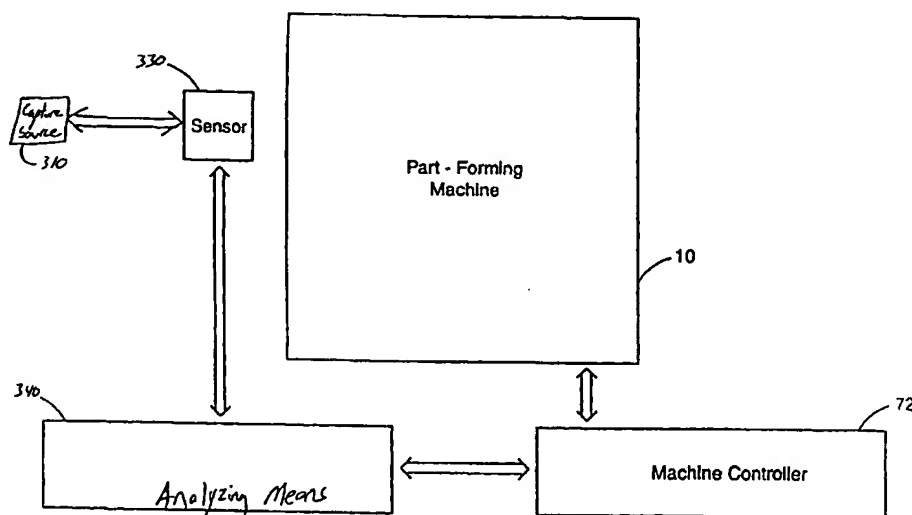 330
Capture
Source
310
Sensor
Part - Forming
Machine
10
340
Analyzing Means
72
Machine Controller